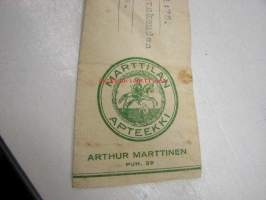 MARTTILAN
APTEEKKI
ARTHUR MARTTINEN
PUH. 29